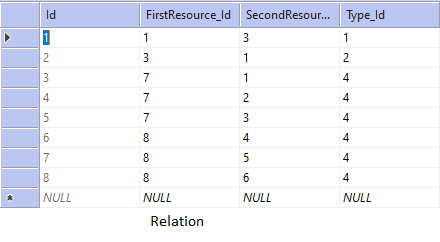 Id FirstResource_Id SecondResour... Type_Id
1 1 3 1
2 3 1 2
3 7 1 4
4 7 2 4
5 7 3 4
6 8 4 4
7 8 5 4
8 8 6 4
NULL NULL NULL NULL
Relation